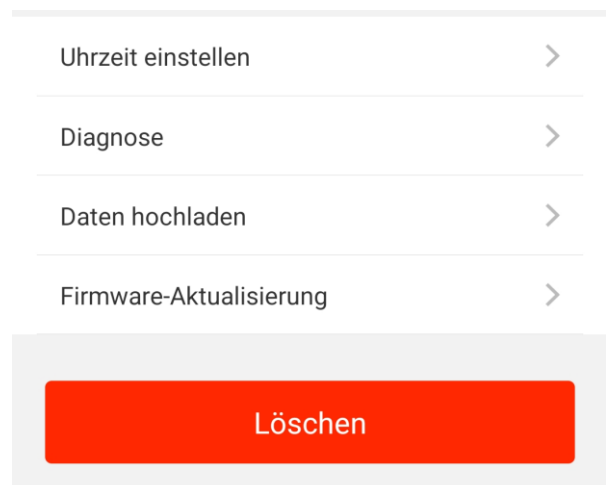 Uhrzeit einstellen
Diagnose
Daten hochladen
Firmware-Aktualisierung
Löschen